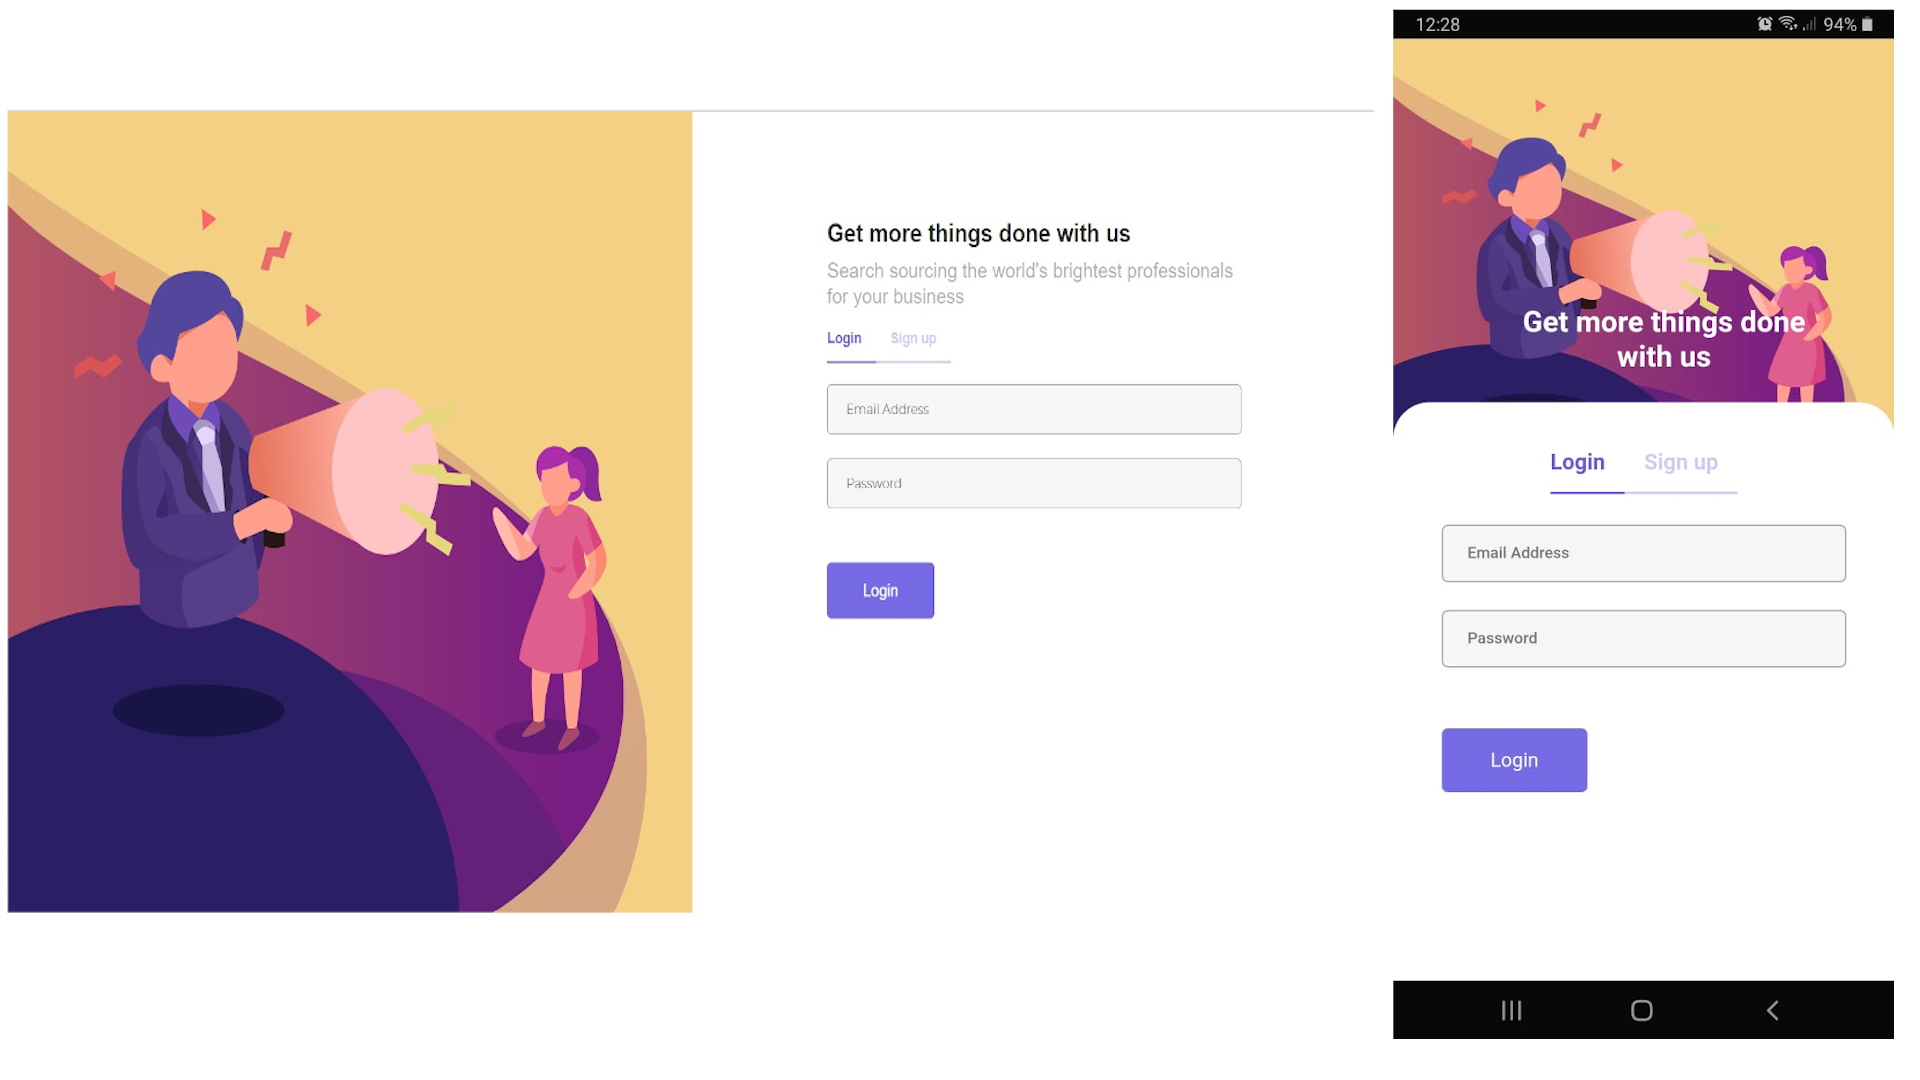 Get more things done with us
Search sourcing the world's brightest professionals
for your business
Login Sign up
Email Address
Password
Login
12:28 94%
Get more things done
with us
Login Sign up
Email Address
Password
Login